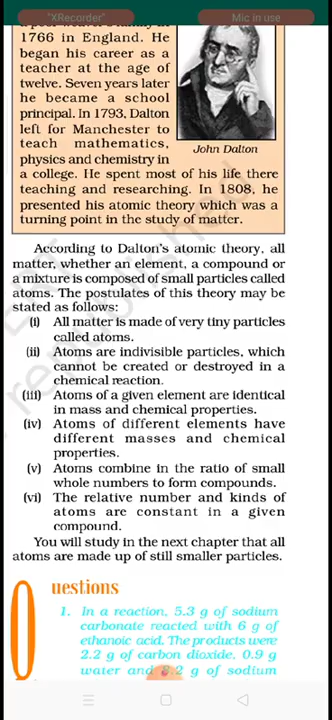 "XRecorder"
Mic in use
1766 in England. He
began his career as a
teacher at the age of
twelve. Seven years later
he became a school
principal. In 1793, Dalton
left for Manchester to
teach mathematics,
physics and chemistry in
John Dalton
a college. He spent most of his life there
teaching and researching. In 1808, he
presented his atomic theory which was a
turning point in the study of matter.
According to Dalton's atomic theory, all
matter, whether an element, a compound or
a mixture is composed of small particles called
atoms. The postulates of this theory may be
stated as follows:
(i) All matter is made of very tiny particles
called atoms.
(ii) Atoms are indivisible particles, which
cannot be created or destroyed in a
chemical reaction.
(iii) Atoms of a given element are identical
in mass and chemical properties.
(iv) Atoms of different elements have
different masses and chemical
properties.
(v) Atoms combine in the ratio of small
whole numbers to form compounds.
(vi) The relative number and kinds of
atoms are constant in a given
compound.
You will study in the next chapter that all
atoms are made up of still smaller particles.
Questions
1. In a reaction, 5.3 g of sodium
carbonate reacted with 6 g of
ethanoic acid. The products were
2.2 g of carbon dioxide, 0.9 g
water and 8.2 g of sodium